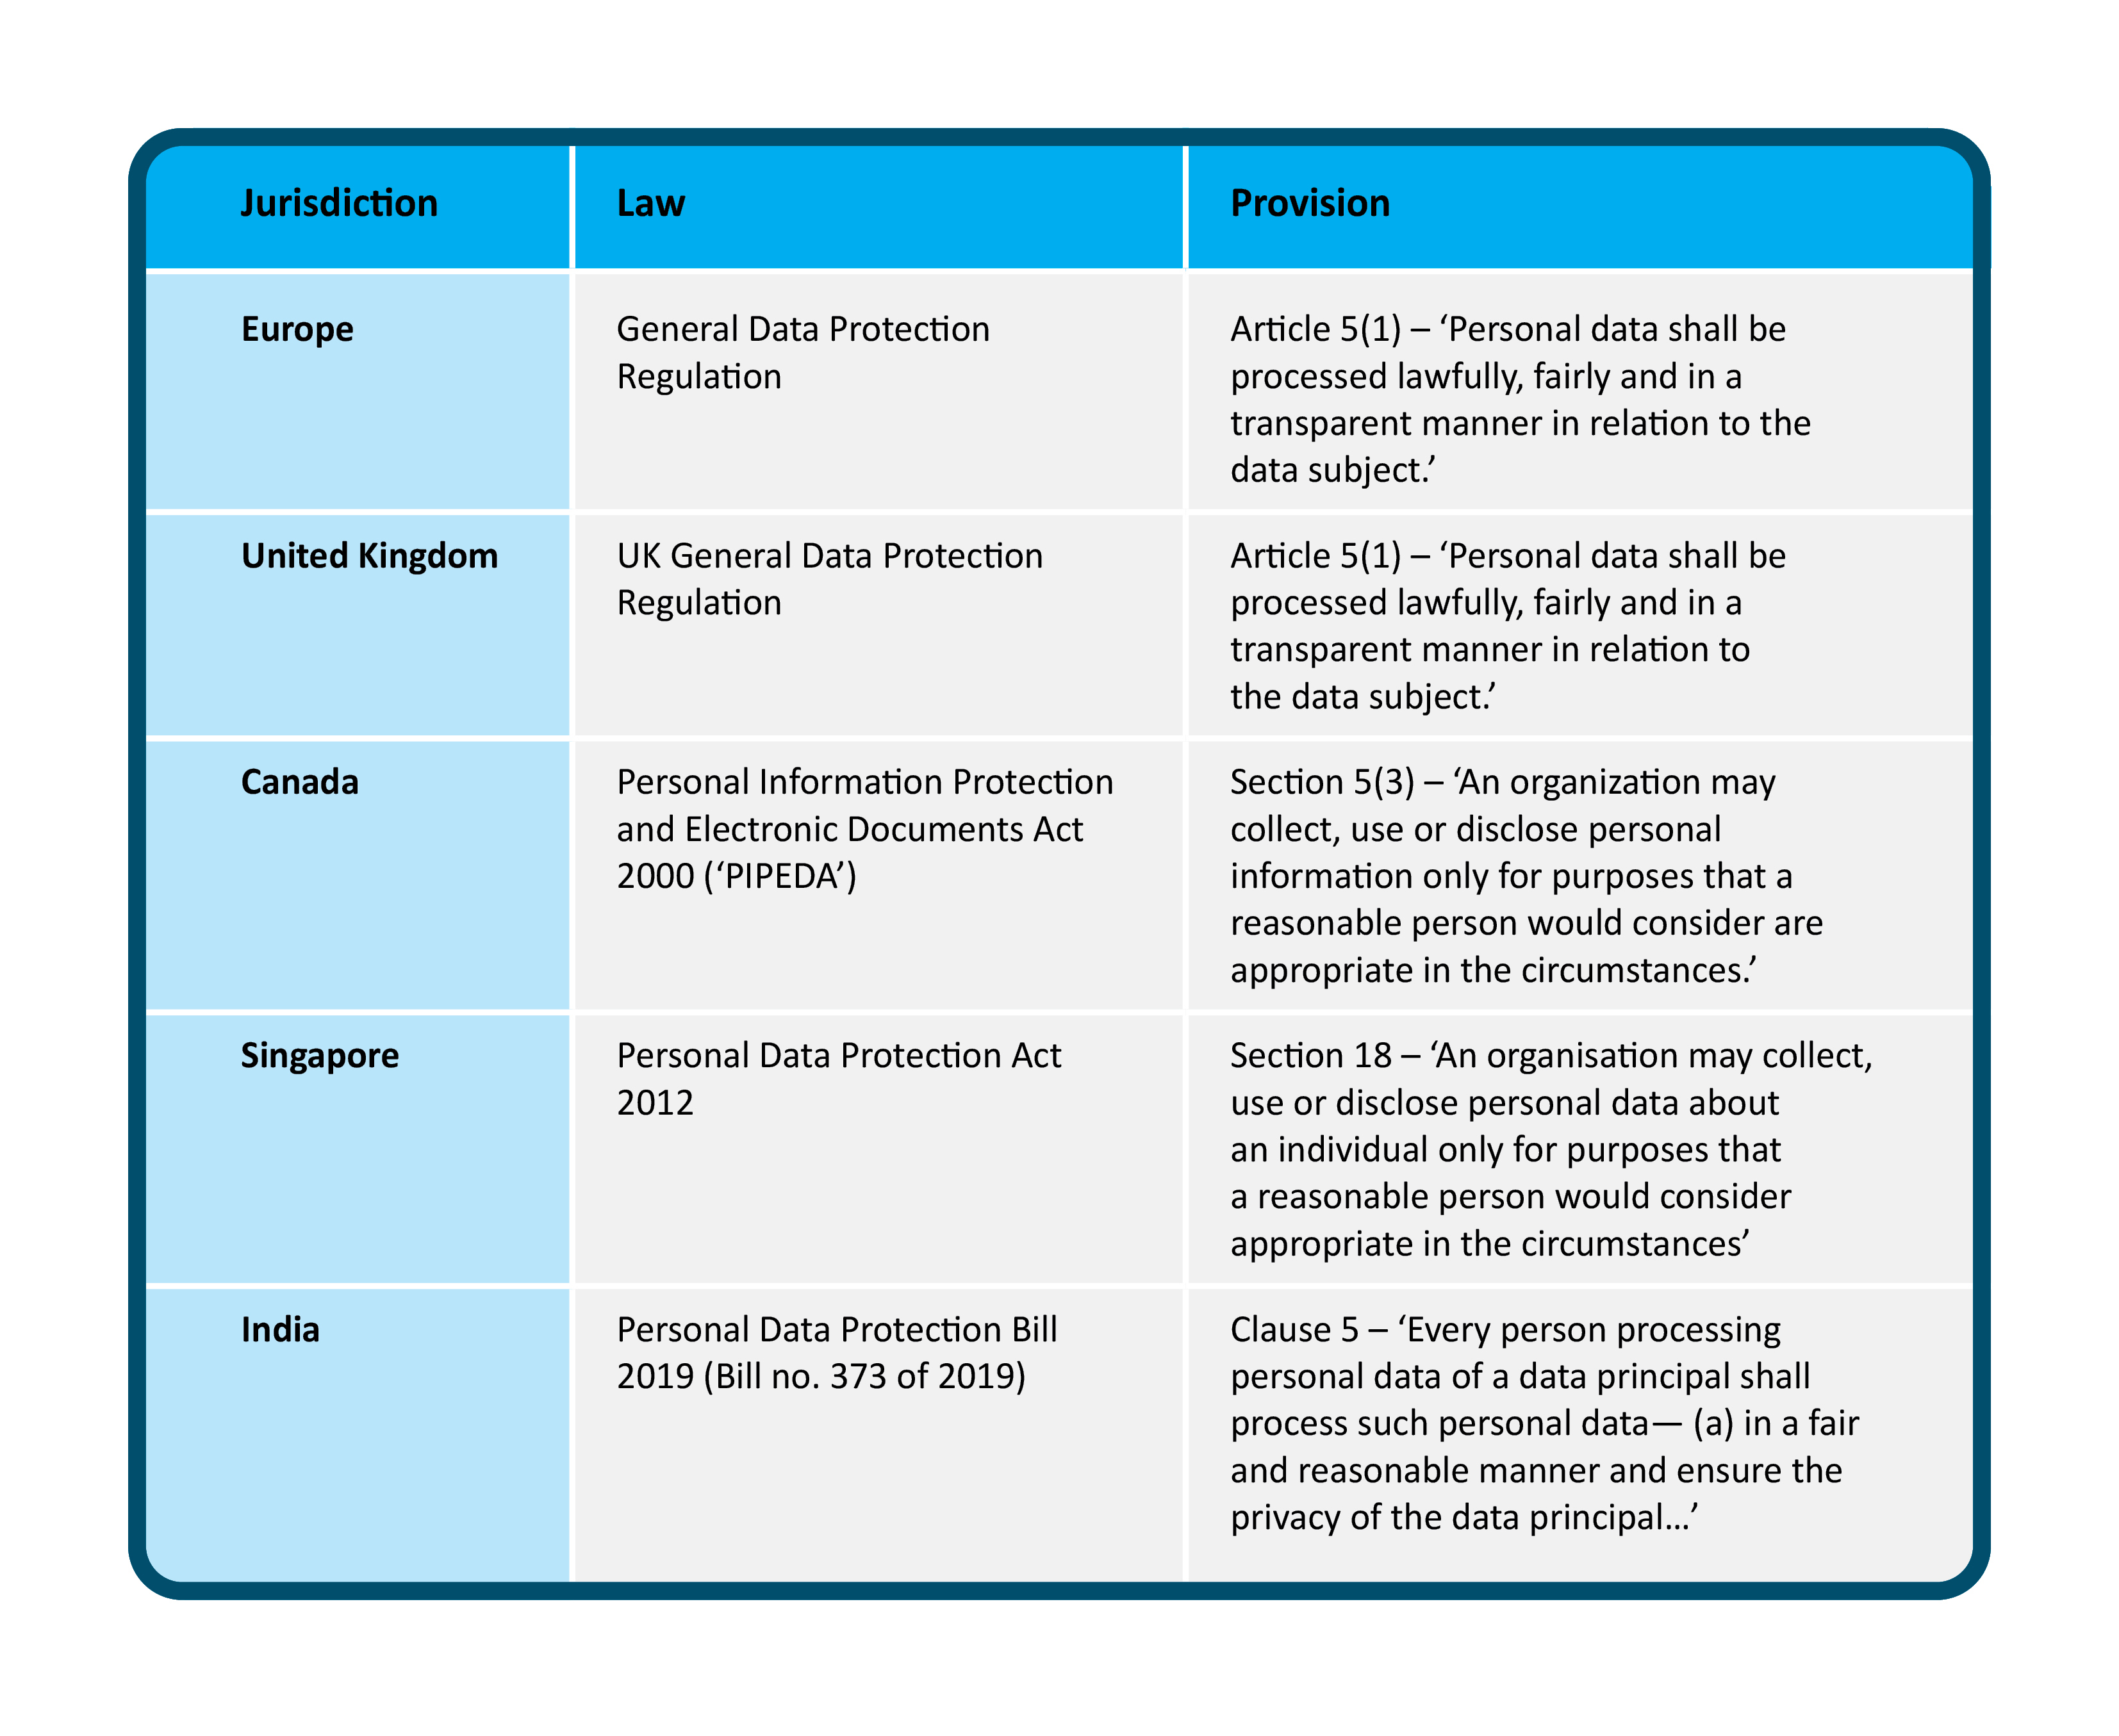 Jurisdiction
Law
Provision
Europe
General Data Protection
Regulation
Article 5(1) – ‘Personal data shall be
processed lawfully, fairly and in a
transparent manner in relation to the
data subject.’
United Kingdom
UK General Data Protection
Regulation
Article 5(1) – ‘Personal data shall be
processed lawfully, fairly and in a
transparent manner in relation to
the data subject.’
Canada
Personal Information Protection
and Electronic Documents Act
2000 (‘PIPEDA’)
Section 5(3) – ‘An organization may
collect, use or disclose personal
information only for purposes that a
reasonable person would consider are
appropriate in the circumstances.’
Singapore
Personal Data Protection Act
2012
Section 18 – ‘An organisation may collect,
use or disclose personal data about
an individual only for purposes that
a reasonable person would consider
appropriate in the circumstances’
India
Personal Data Protection Bill
2019 (Bill no. 373 of 2019)
Clause 5 – ‘Every person processing
personal data of a data principal shall
process such personal data— (a) in a fair
and reasonable manner and ensure the
privacy of the data principal...’